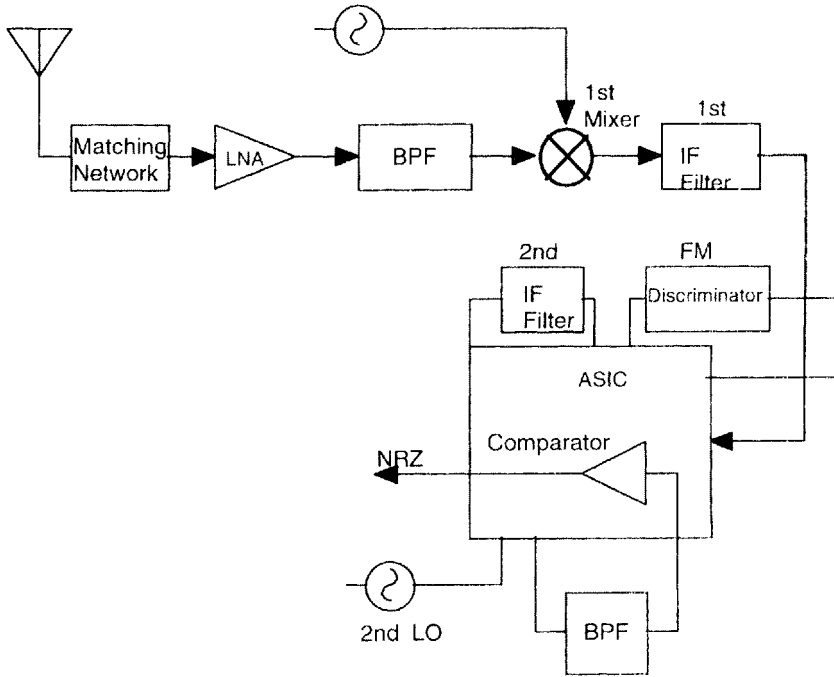 1st
Mixer
1st
Matching
Network
LNA
BPF
IF
Filter
2nd
FM
IF
Filter
Discriminator
ASIC
Comparator
NRZ
2nd LO
BPF